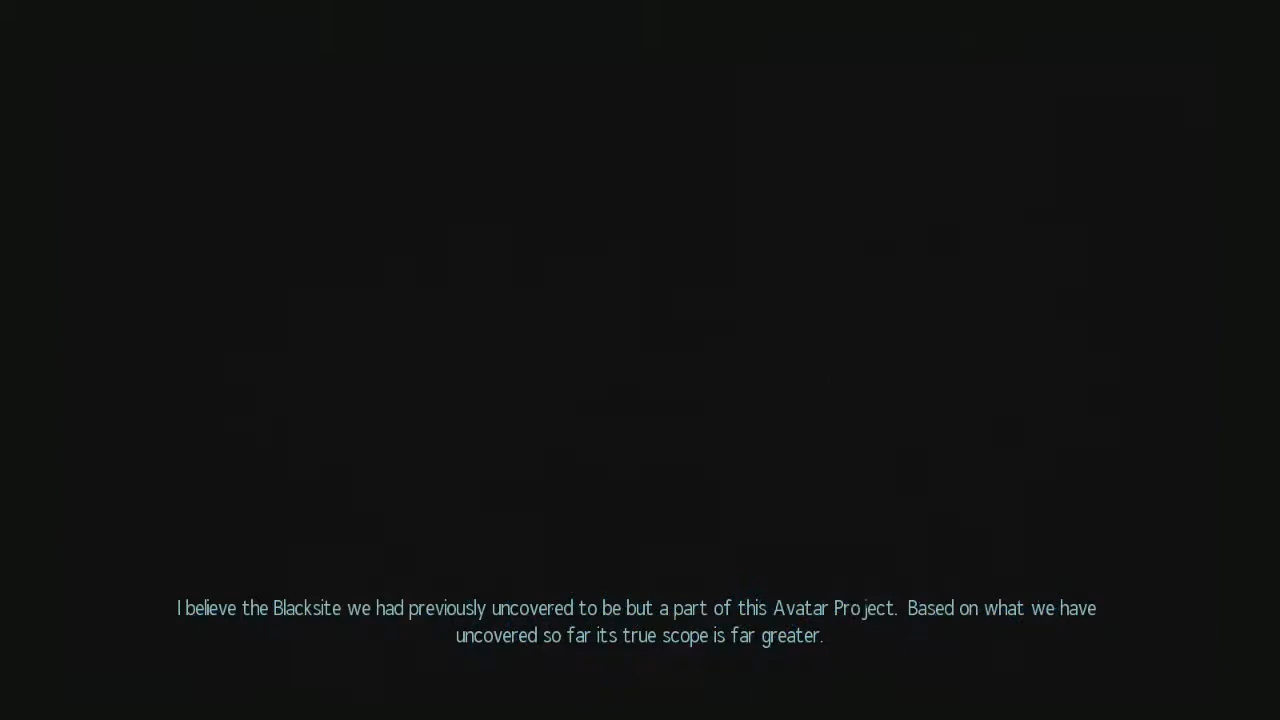 I believe the Blacksite we had previously uncovered to be but a part of this Avatar Project.  Based on what we have
uncovered so far its true scope is far greater.